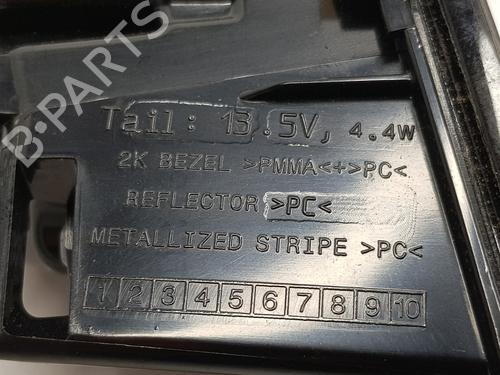 B-PARTS
Tail: 13.5V, 4.4W
2K BEZEL >PMMA<+>PC<
REFLECTOR >PC<
METALLIZED STRIPE >PC<
1 2 3 4 5 6 7 8 9 10